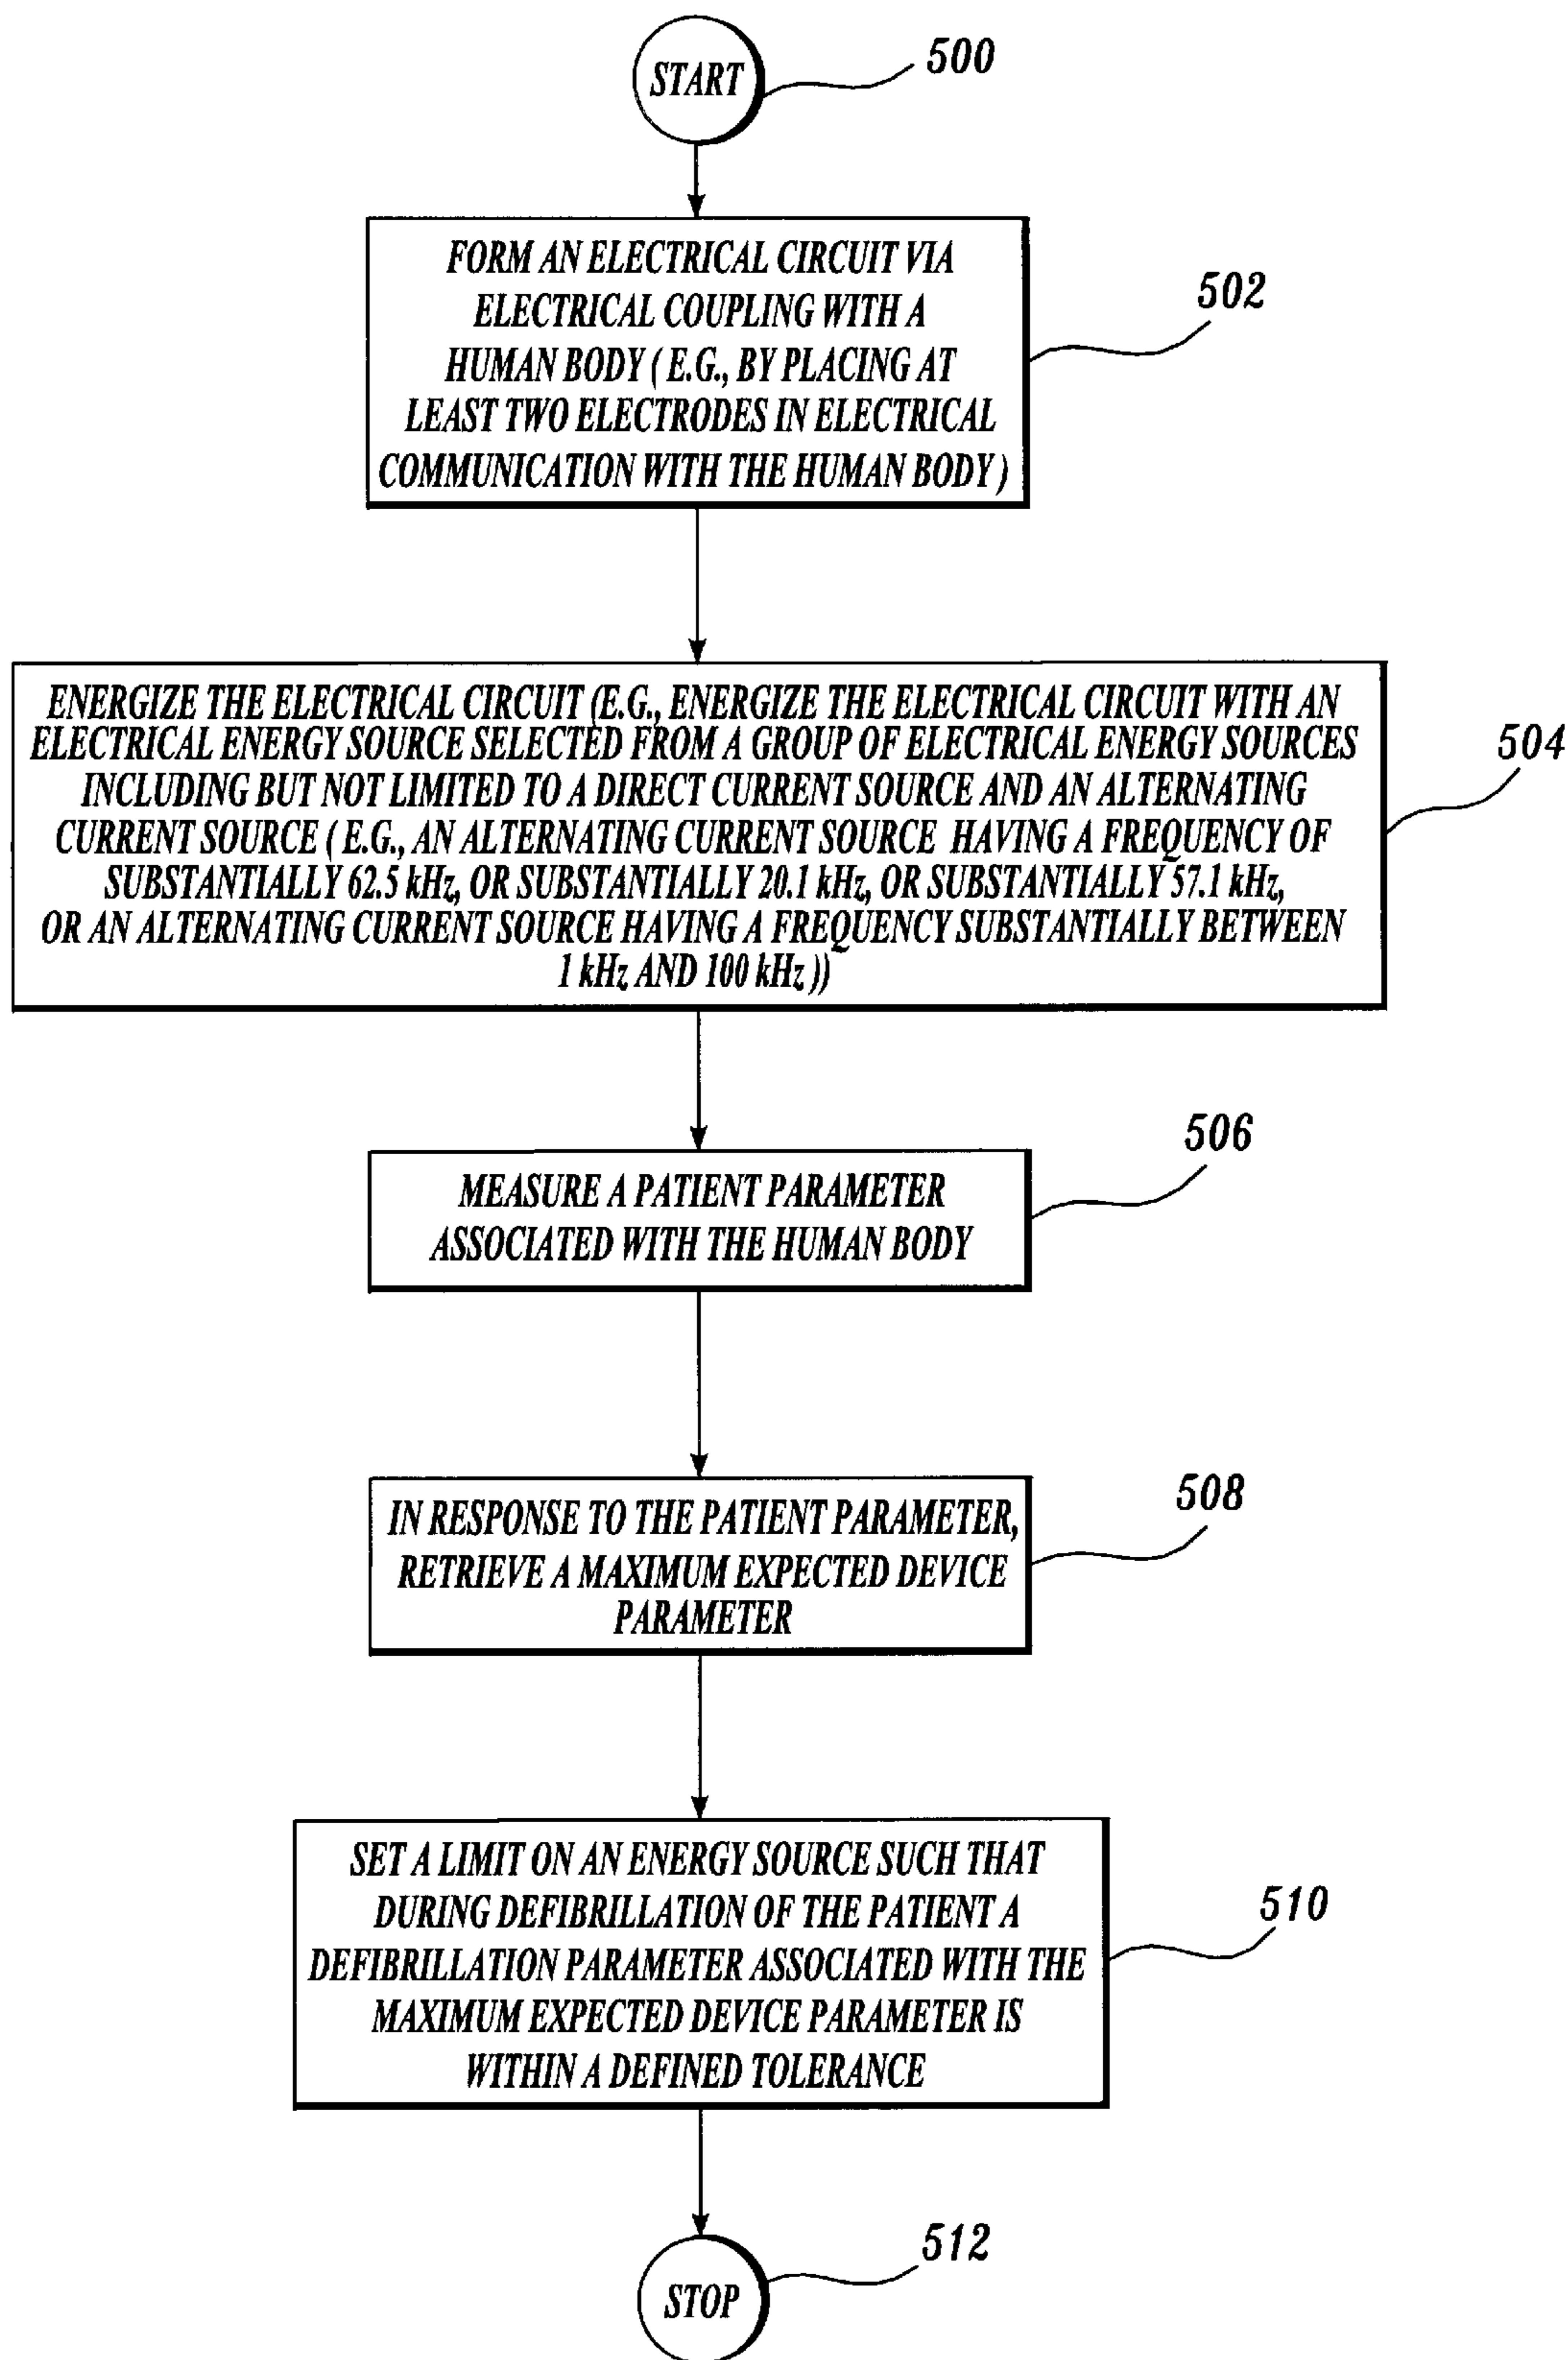 START
500
FORM AN ELECTRICAL CIRCUIT VIA
ELECTRICAL COUPLING WITH A
HUMAN BODY ( E.G., BY PLACING AT
LEAST TWO ELECTRODES IN ELECTRICAL
COMMUNICATION WITH THE HUMAN BODY )
502
ENERGIZE THE ELECTRICAL CIRCUIT (E.G., ENERGIZE THE ELECTRICAL CIRCUIT WITH AN
ELECTRICAL ENERGY SOURCE SELECTED FROM A GROUP OF ELECTRICAL ENERGY SOURCES
INCLUDING BUT NOT LIMITED TO A DIRECT CURRENT SOURCE AND AN ALTERNATING
CURRENT SOURCE ( E.G., AN ALTERNATING CURRENT SOURCE HAVING A FREQUENCY OF
SUBSTANTIALLY 62.5 kHz, OR SUBSTANTIALLY 20.1 kHz, OR SUBSTANTIALLY 57.1 kHz,
OR AN ALTERNATING CURRENT SOURCE HAVING A FREQUENCY SUBSTANTIALLY BETWEEN
1 kHz AND 100 kHz ))
504
MEASURE A PATIENT PARAMETER
ASSOCIATED WITH THE HUMAN BODY
506
IN RESPONSE TO THE PATIENT PARAMETER,
RETRIEVE A MAXIMUM EXPECTED DEVICE
PARAMETER
508
SET A LIMIT ON AN ENERGY SOURCE SUCH THAT
DURING DEFIBRILLATION OF THE PATIENT A
DEFIBRILLATION PARAMETER ASSOCIATED WITH THE
MAXIMUM EXPECTED DEVICE PARAMETER IS
WITHIN A DEFINED TOLERANCE
510
STOP
512